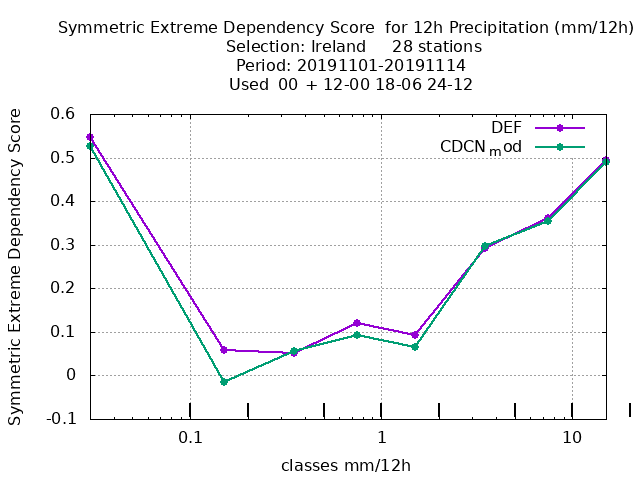 Symmetric Extreme Dependency Score  for 12h Precipitation (mm/12h)
Selection: Ireland     28 stations
Period: 20191101-20191114
Used  00  + 12-00 18-06 24-12
Symmetric Extreme Dependency Score
0.6
0.5
0.4
0.3
0.2
0.1
0
-0.1
DEF
CDCNmod
0.1
1
10
classes mm/12h